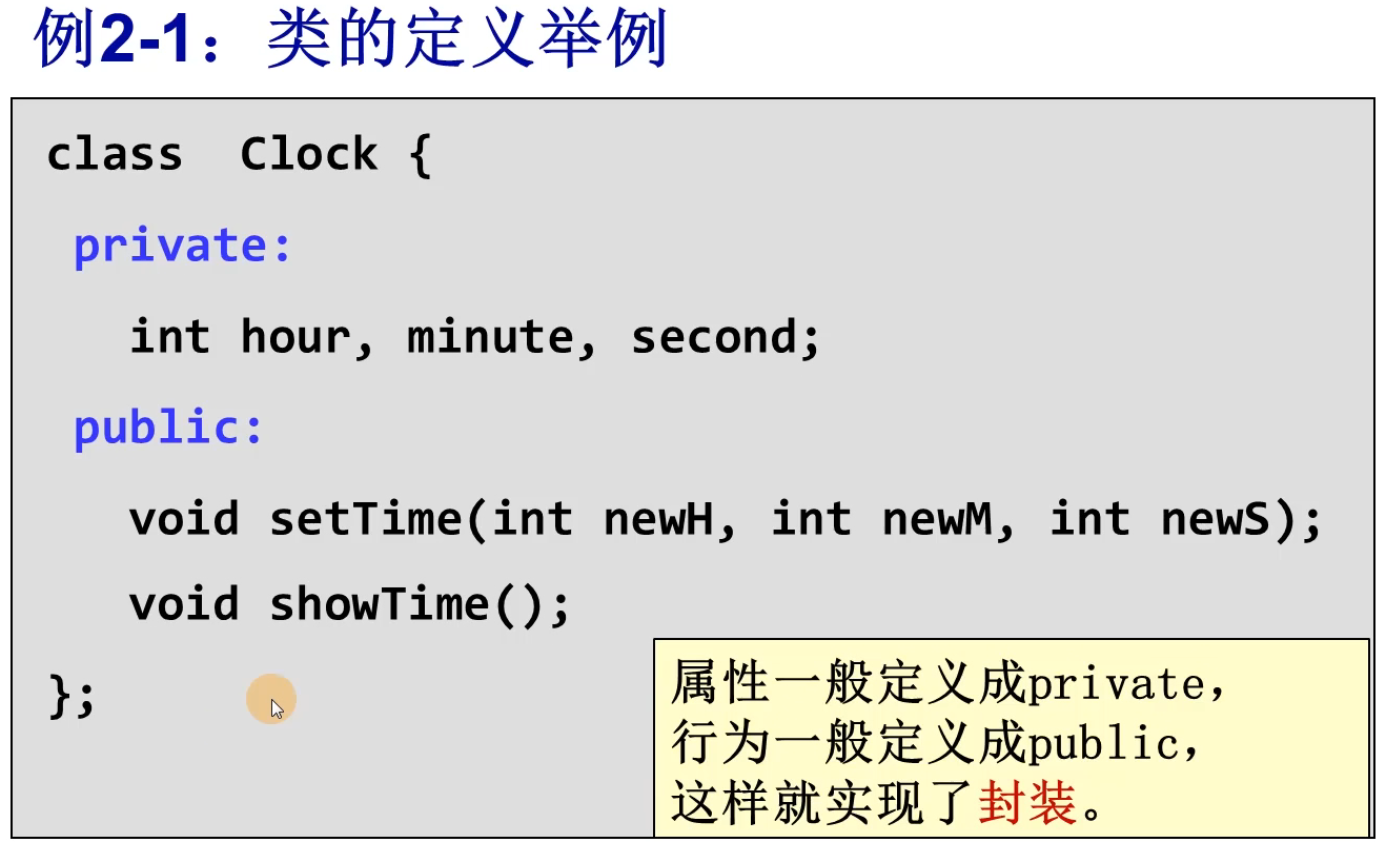 例2-1：类的定义举例
class  Clock {
private:
int hour, minute, second;
public:
void setTime(int newH, int newM, int newS);
void showTime();
};
属性一般定义成private，
行为一般定义成public，
这样就实现了封装。